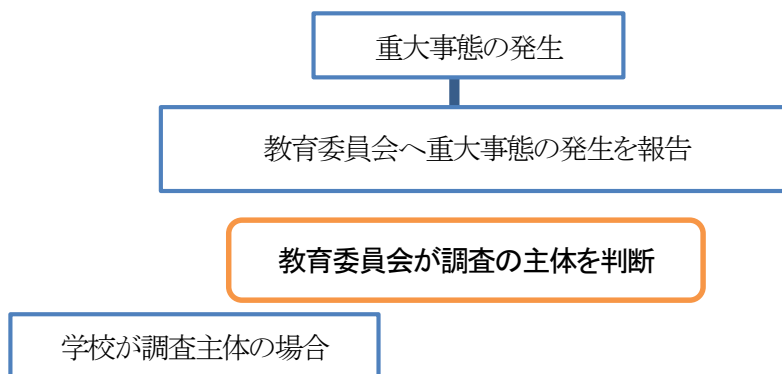 重大事態の発生
教育委員会へ重大事態の発生を報告
教育委員会が調査の主体を判断
学校が調査主体の場合